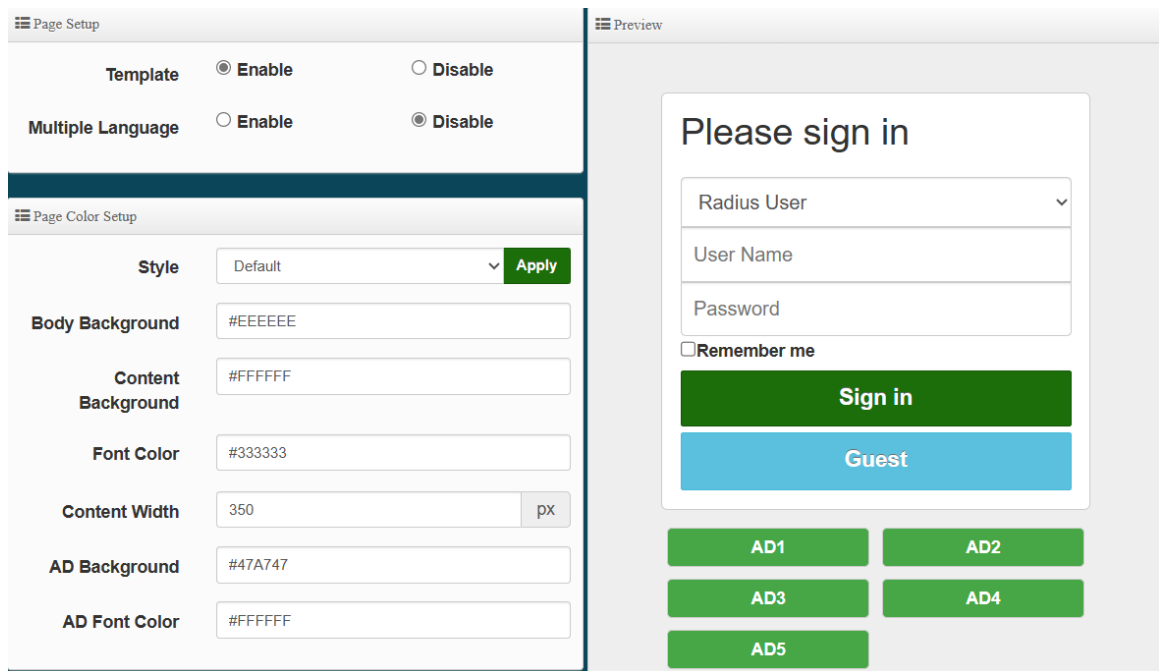 Page Setup
Template
Enable
Disable
Multiple Language
Enable
Disable
Page Color Setup
Style
Default
Apply
Body Background
#EEEEEE
Content
Background
#FFFFFF
Font Color
#333333
Content Width
350
px
AD Background
#47A747
AD Font Color
#FFFFFF
Preview
Please sign in
Radius User
User Name
Password
Remember me
Sign in
Guest
AD1
AD2
AD3
AD4
AD5